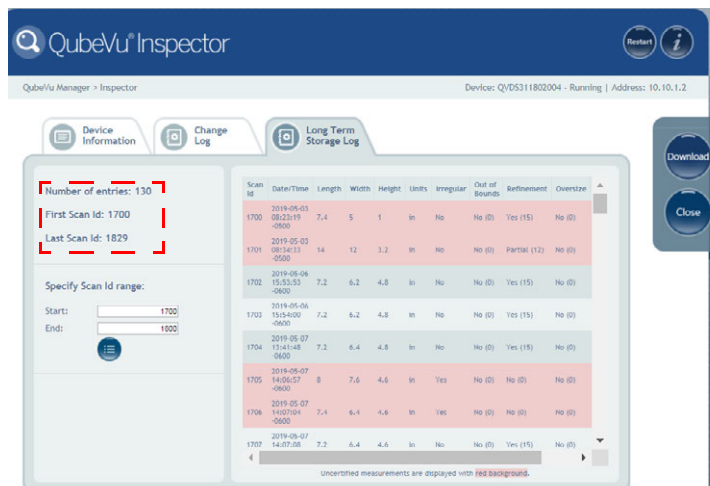 QubeVu® Inspector
Restart
i
QubeVu Manager > Inspector
Device: QVDS311802004 - Running | Address: 10.10.1.2
Device Information
Change Log
Long Term Storage Log
Download
Close
Number of entries: 130
First Scan Id: 1700
Last Scan Id: 1829
Specify Scan Id range:
Start: 1700
End: 1800
Scan Id Date/Time Length Width Height Units Irregular Out of Bounds Refinement Oversize
1700 2019-05-03 08:23:19 -0500 7.4 5 1 in No No (0) Yes (15) No (0)
1701 2019-05-03 08:34:33 -0500 14 12 3.2 in No No (0) Partial (12) No (0)
1702 2019-05-06 15:53:53 -0600 7.2 6.2 4.8 in No No (0) Yes (15) No (0)
1703 2019-05-06 15:54:00 -0600 7.2 6.2 4.8 in No No (0) Yes (15) No (0)
1704 2019-05-07 13:41:48 -0600 7.2 6.4 4.8 in No No (0) Yes (15) No (0)
1705 2019-05-07 14:06:57 -0600 8 7.6 4.6 in Yes No (0) No (0) No (0)
1706 2019-05-07 14:07:04 -0600 7.4 6.4 4.6 in Yes No (0) No (0) No (0)
1707 2019-05-07 14:07:08 7.2 6.4 4.6 in No No (0) Yes (15) No (0)
Uncertified measurements are displayed with red background.